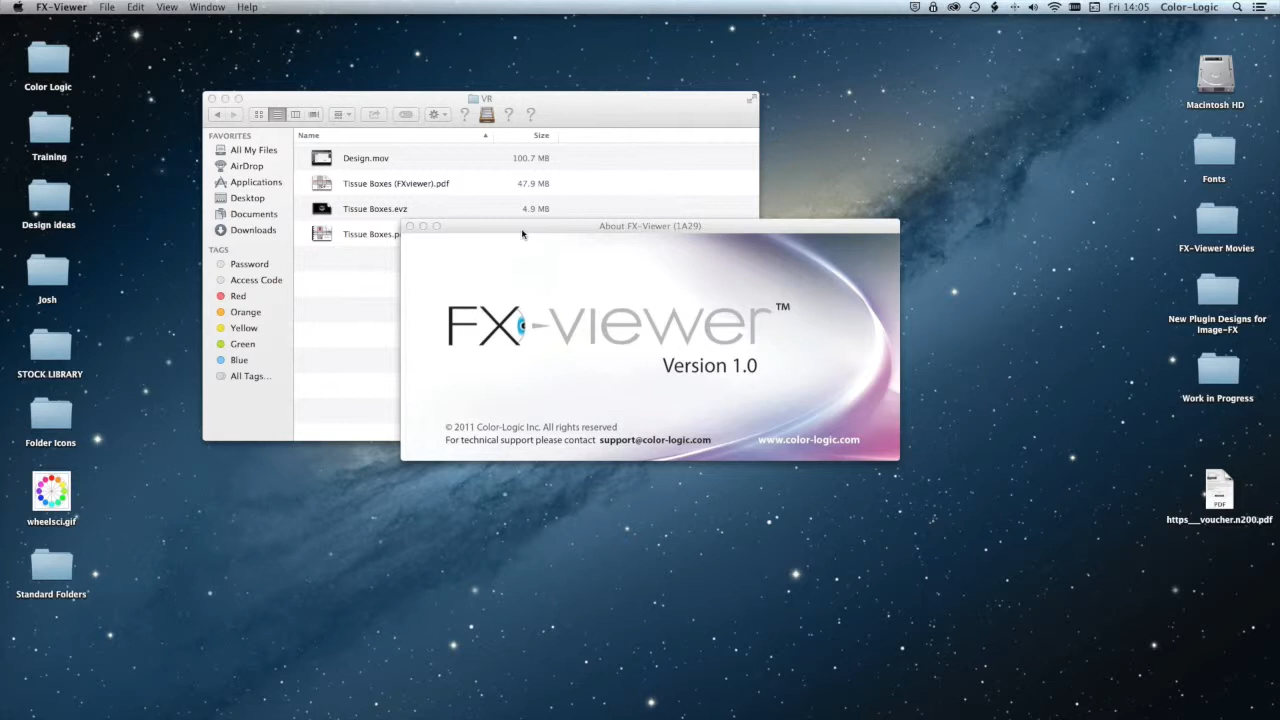 FX-Viewer File Edit View Window Help
Fri 14:05 Color-Logic
Color Logic
Training
Design ideas
Josh
STOCK LIBRARY
Folder Icons
wheelsci.gif
Standard Folders
VR
FAVORITES
All My Files
AirDrop
Applications
Desktop
Documents
Downloads
TAGS
Password
Access Code
Red
Orange
Yellow
Green
Blue
All Tags...
Name Size
Design.mov 100.7 MB
Tissue Boxes (FXviewer).pdf 47.9 MB
Tissue Boxes.evz 4.9 MB
Tissue Boxes.p
About FX-Viewer (1A29)
FX-viewer™
Version 1.0
© 2011 Color-Logic Inc. All rights reserved
For technical support please contact support@color-logic.com
www.color-logic.com
Macintosh HD
Fonts
FX-Viewer Movies
New Plugin Designs for
Image-FX
Work in Progress
PDF
https___voucher.n200.pdf